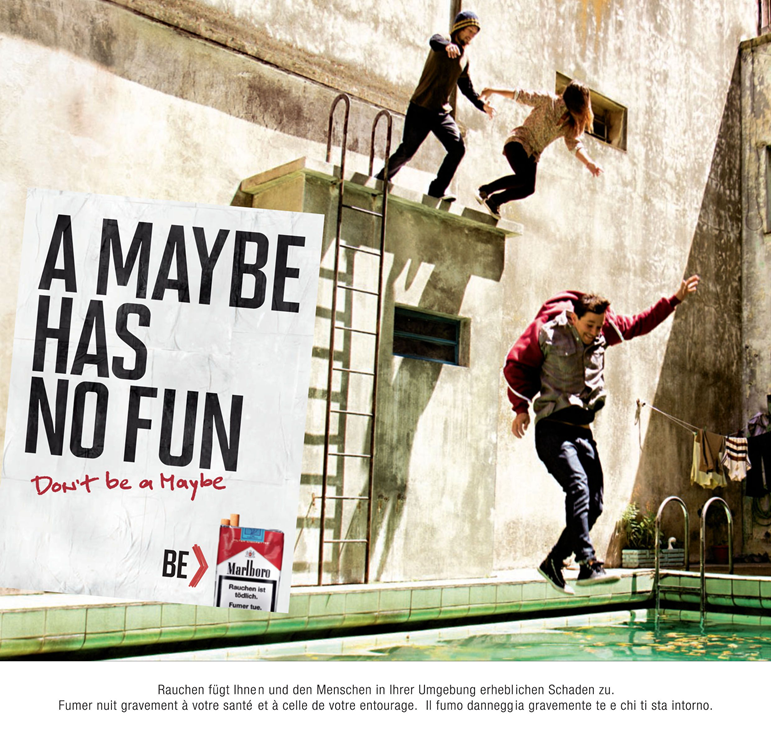 A MAYBE
HAS
NO FUN
Don't be a Maybe
BE
Marlboro
Rauchen ist
tödlich.
Fumer tue.
Rauchen fügt Ihnen und den Menschen in Ihrer Umgebung erheblichen Schaden zu.
Fumer nuit gravement à votre santé et à celle de votre entourage. Il fumo danneggia gravemente te e chi ti sta intorno.